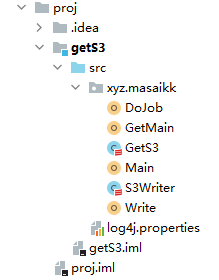 proj
.idea
getS3
src
xyz.masaikk
DoJob
GetMain
GetS3
Main
S3Writer
Write
log4j.properties
getS3.iml
proj.iml